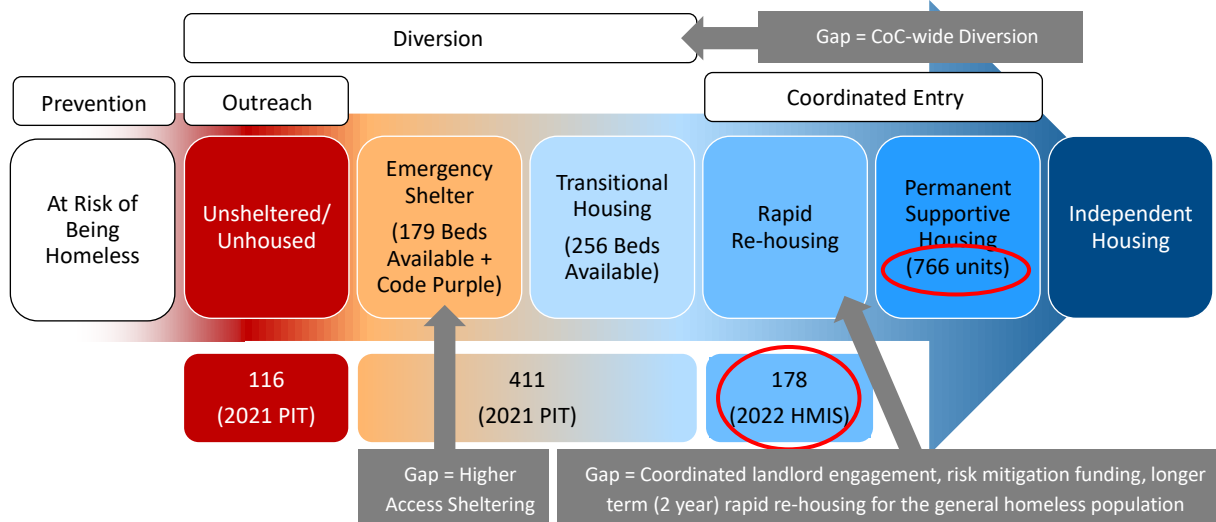 Diversion
Gap = CoC-wide Diversion
Prevention
Outreach
Coordinated Entry
At Risk of
Being
Homeless
Unsheltered/
Unhoused
Emergency
Shelter
(179 Beds
Available +
Code Purple)
Transitional
Housing
(256 Beds
Available)
Rapid
Re-housing
Permanent
Supportive
Housing
(766 units)
Independent
Housing
116
(2021 PIT)
411
(2021 PIT)
178
(2022 HMIS)
Gap = Higher
Access Sheltering
Gap = Coordinated landlord engagement, risk mitigation funding, longer
term (2 year) rapid re-housing for the general homeless population